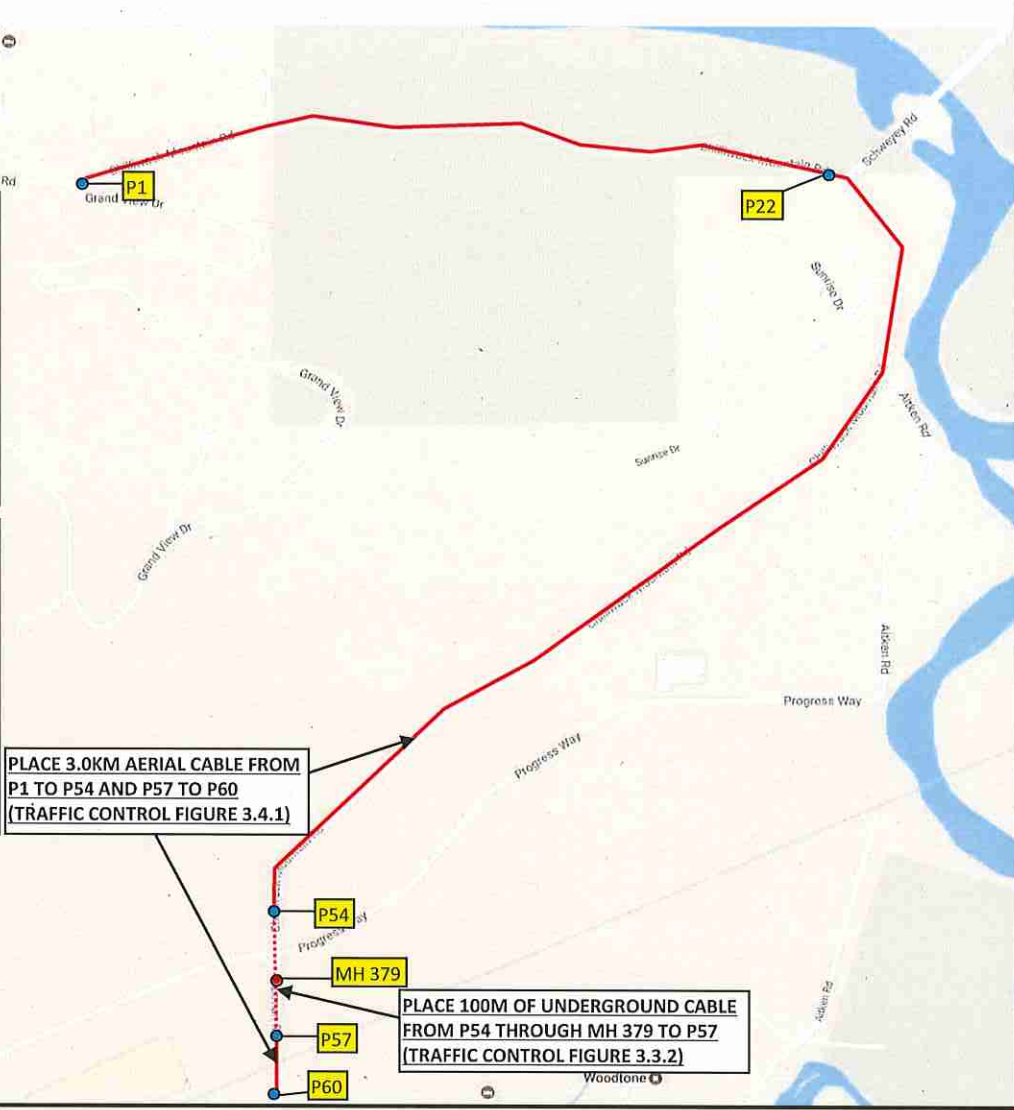 Schweyey Rd
Rd
P1
Grand View Dr
P22
Sunrise Dr
Grand View Dr
Aitken Rd
Sunrise Dr
Grand View Dr
Aitken Rd
Progress Way
Progress Way
PLACE 3.0KM AERIAL CABLE FROM
P1 TO P54 AND P57 TO P60
(TRAFFIC CONTROL FIGURE 3.4.1)
P54
Progress Way
MH 379
Aitken Rd
PLACE 100M OF UNDERGROUND CABLE
FROM P54 THROUGH MH 379 TO P57
(TRAFFIC CONTROL FIGURE 3.3.2)
P57
Woodtone
P60